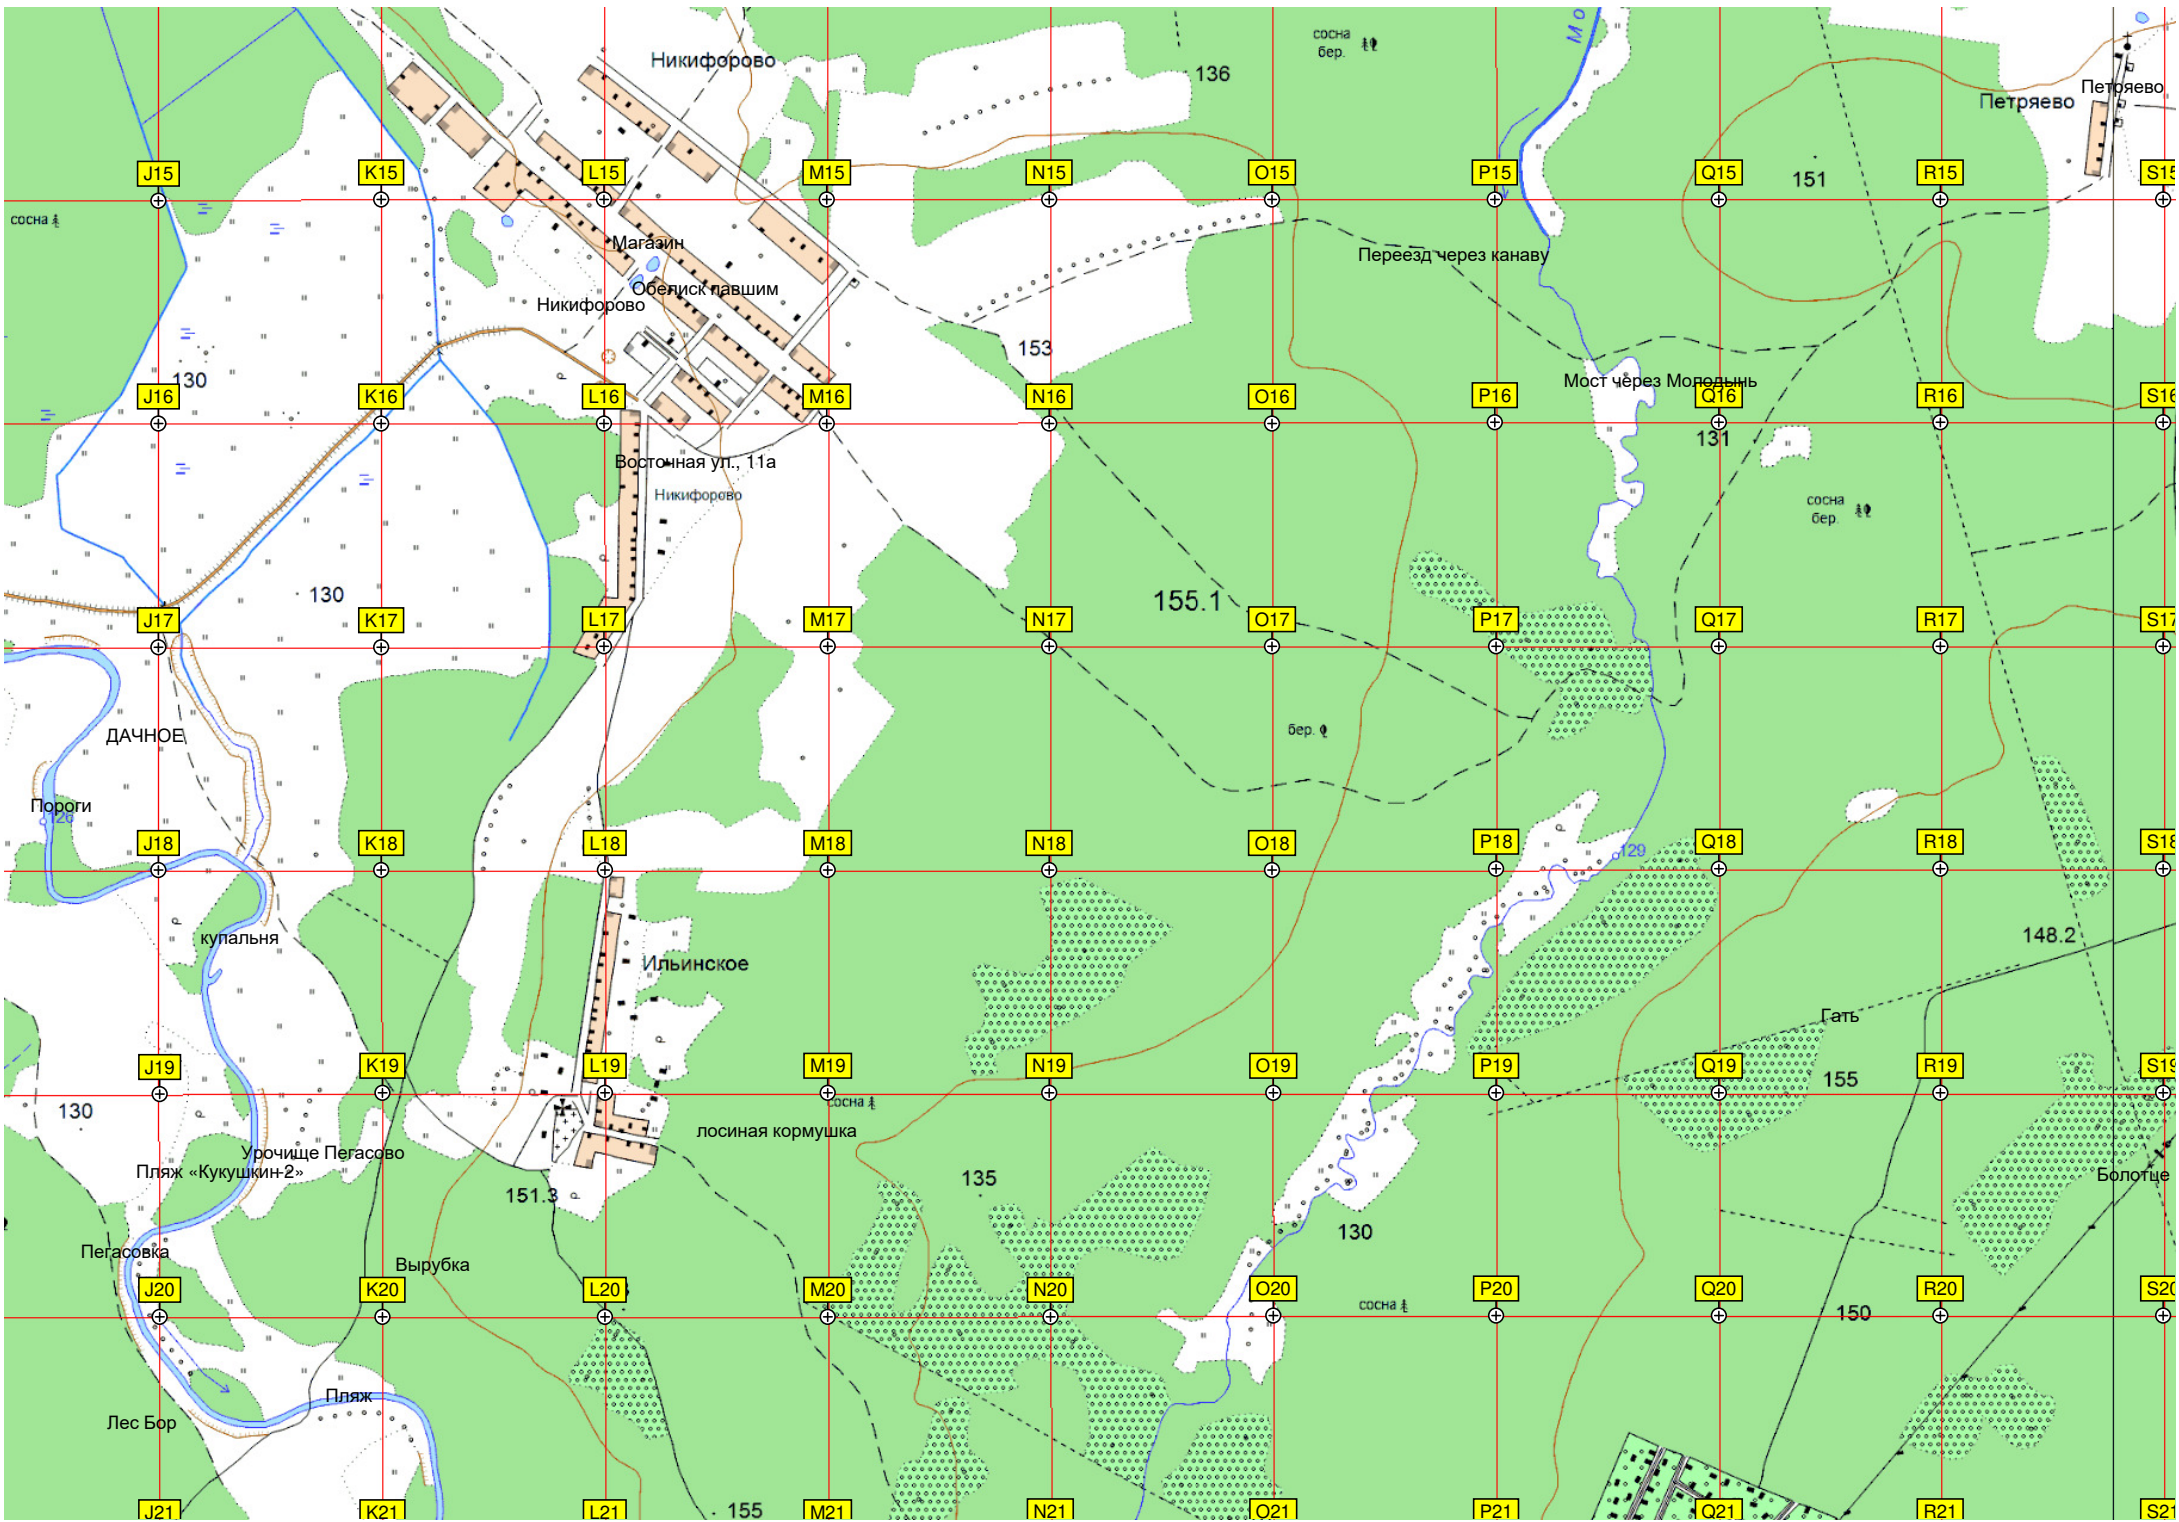 Мо
сосна
бер.
Никифорово
136
Петряево
Петряево
J15
K15
L15
M15
N15
O15
P15
Q15
151
R15
S15
сосна
Магазин
Переезд через канаву
Обелиск павшим
Никифорово
153
130
Мост через Молодынь
J16
K16
L16
M16
N16
O16
P16
Q16
R16
S16
131
Восточная ул., 11а
Никифорово
сосна
бер.
130
155.1
J17
K17
L17
M17
N17
O17
P17
Q17
R17
S17
ДАЧНОЕ
бер.
Пороги
126
J18
K18
L18
M18
N18
O18
P18
129
Q18
R18
S18
купальня
148.2
Ильинское
Гать
J19
K19
L19
M19
N19
O19
P19
Q19
155
R19
S19
130
сосна
лосиная кормушка
Урочище Пегасово
Пляж «Кукушкин-2»
135
Болотце
151.3
130
Пегасовка
Вырубка
J20
K20
L20
M20
N20
O20
сосна
P20
Q20
150
R20
S20
Пляж
Лес Бор
J21
K21
L21
155
M21
N21
O21
P21
Q21
R21
S21